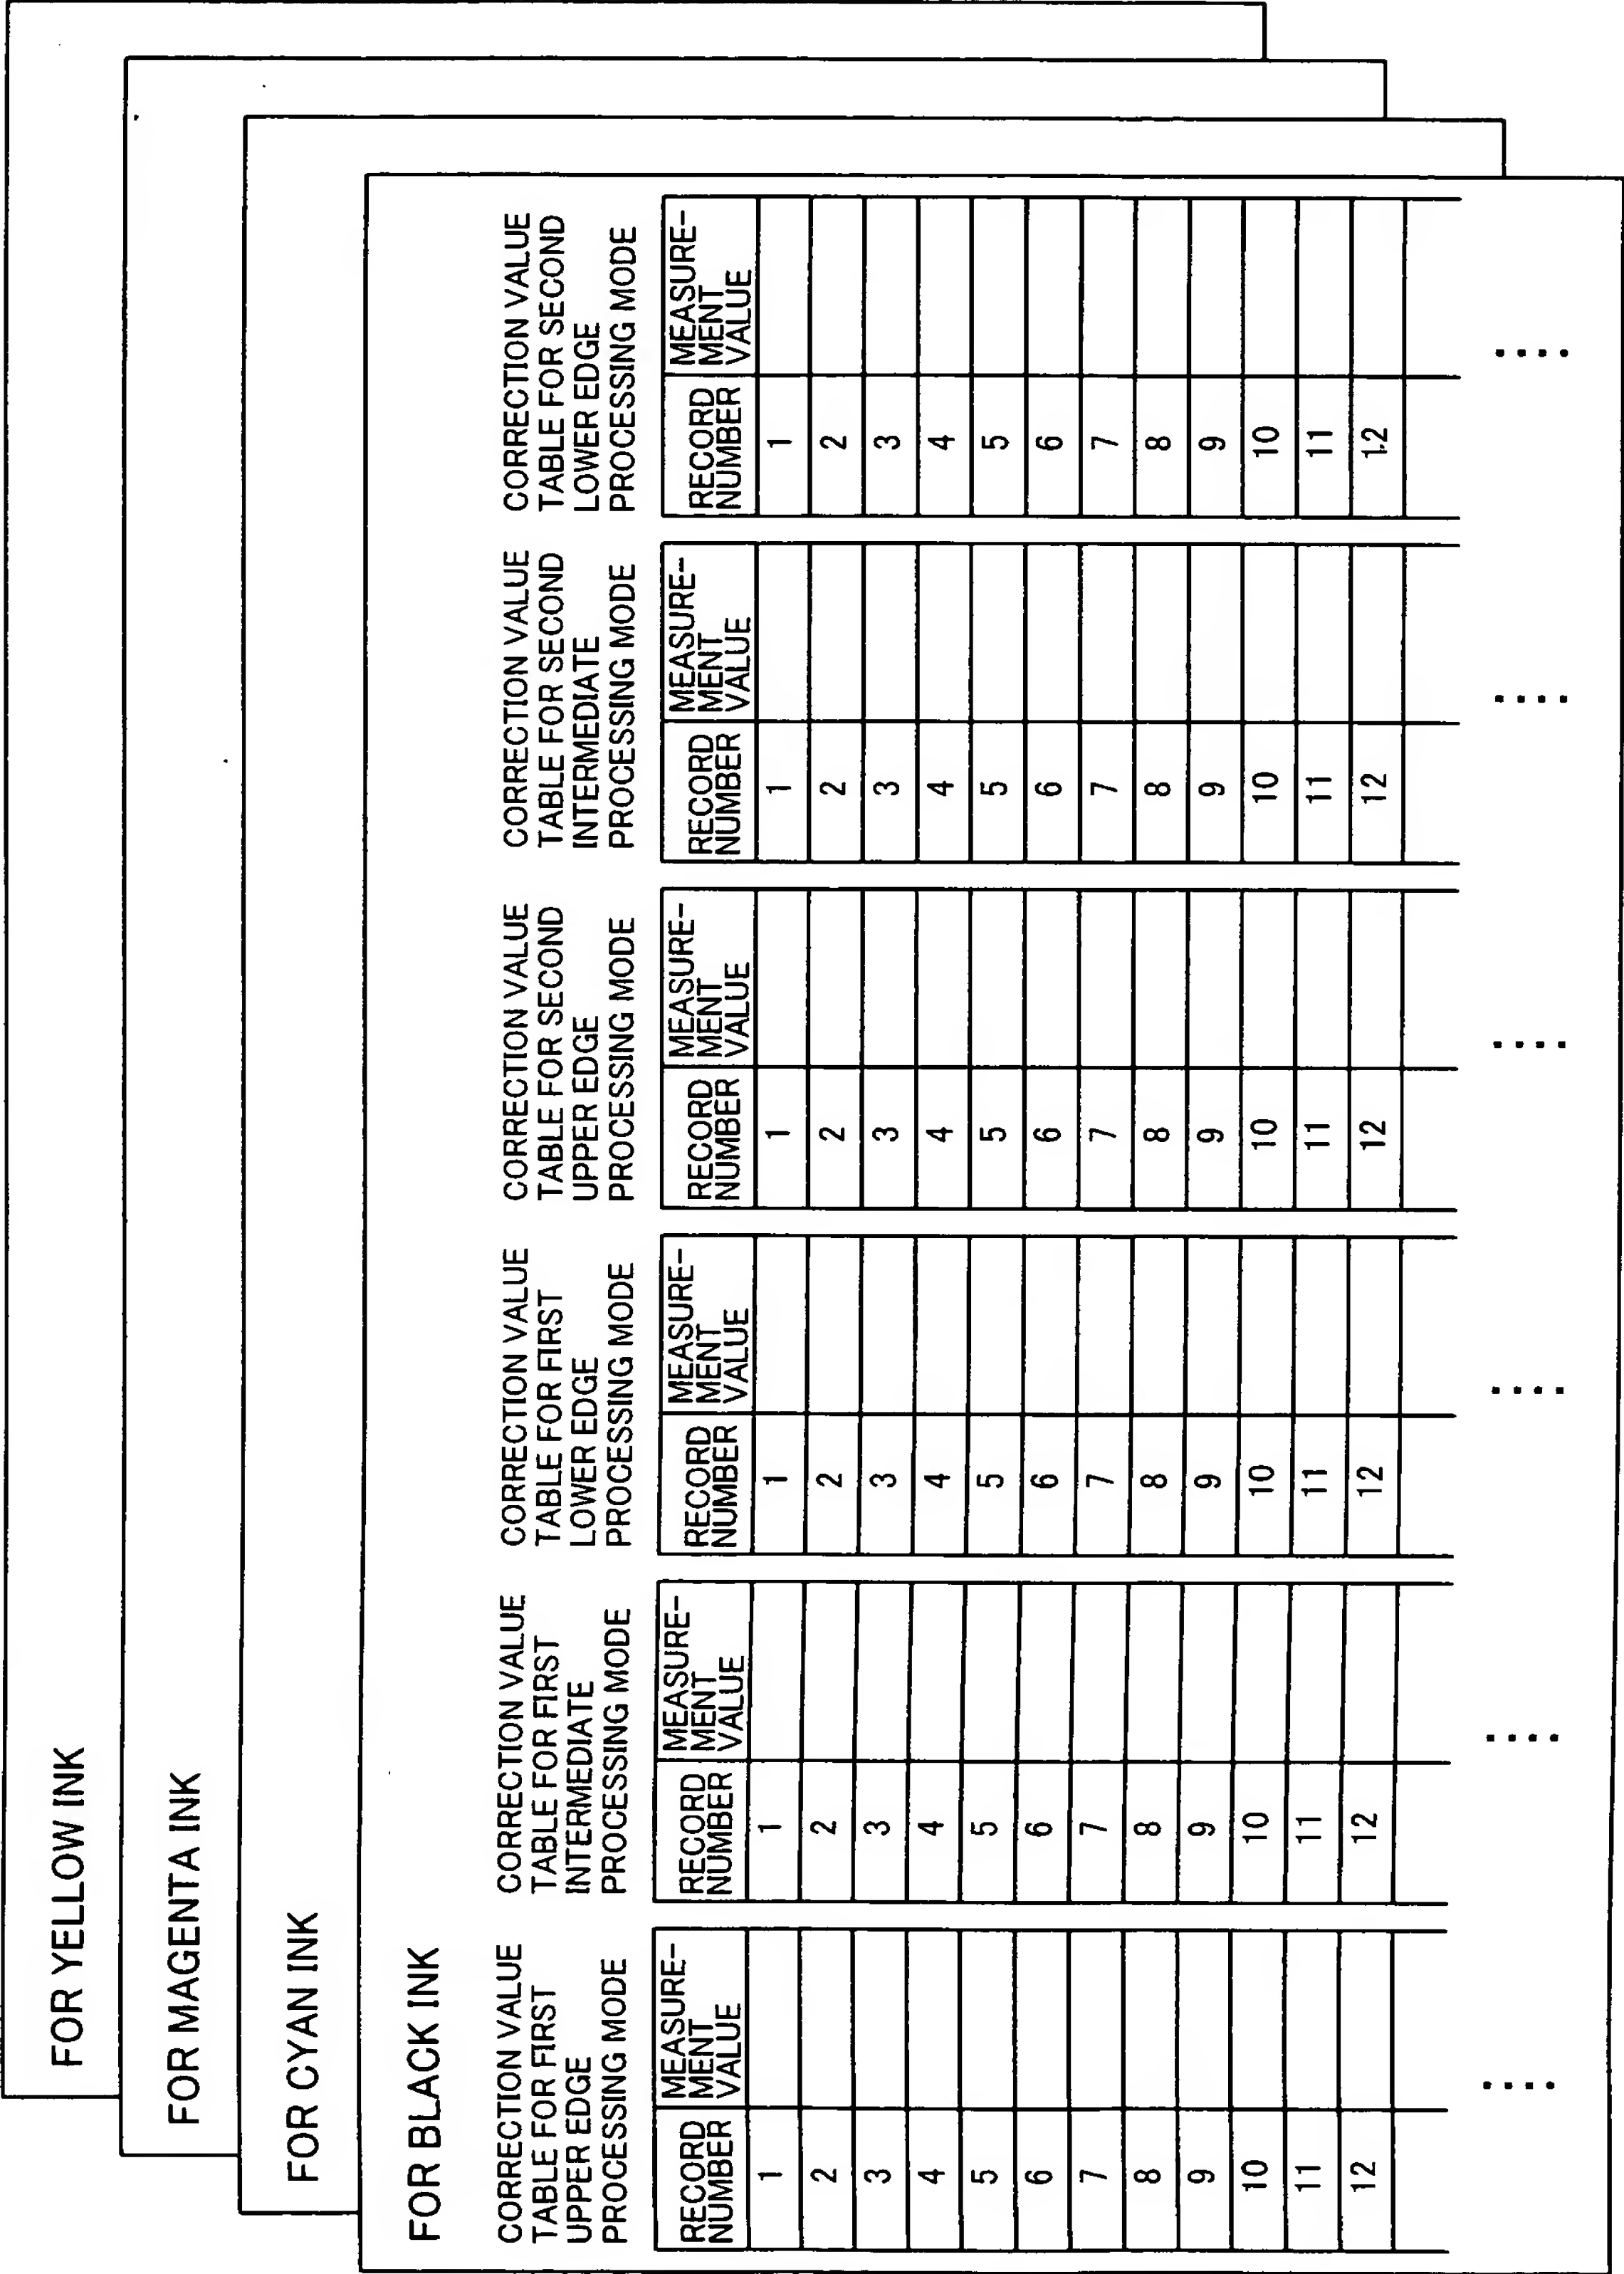 FOR YELLOW INK
FOR MAGENTA INK
FOR CYAN INK
FOR BLACK INK
CORRECTION VALUE
TABLE FOR FIRST
UPPER EDGE
PROCESSING MODE
RECORD
NUMBER
MEASURE-
MENT
VALUE
1
2
3
4
5
6
7
8
9
10
11
12
....
CORRECTION VALUE
TABLE FOR FIRST
INTERMEDIATE
PROCESSING MODE
RECORD
NUMBER
MEASURE-
MENT
VALUE
1
2
3
4
5
6
7
8
9
10
11
12
....
CORRECTION VALUE
TABLE FOR FIRST
LOWER EDGE
PROCESSING MODE
RECORD
NUMBER
MEASURE-
MENT
VALUE
1
2
3
4
5
6
7
8
9
10
11
12
....
CORRECTION VALUE
TABLE FOR SECOND
UPPER EDGE
PROCESSING MODE
RECORD
NUMBER
MEASURE-
MENT
VALUE
1
2
3
4
5
6
7
8
9
10
11
12
....
CORRECTION VALUE
TABLE FOR SECOND
INTERMEDIATE
PROCESSING MODE
RECORD
NUMBER
MEASURE-
MENT
VALUE
1
2
3
4
5
6
7
8
9
10
11
12
....
CORRECTION VALUE
TABLE FOR SECOND
LOWER EDGE
PROCESSING MODE
RECORD
NUMBER
MEASURE-
MENT
VALUE
1
2
3
4
5
6
7
8
9
10
11
12
....